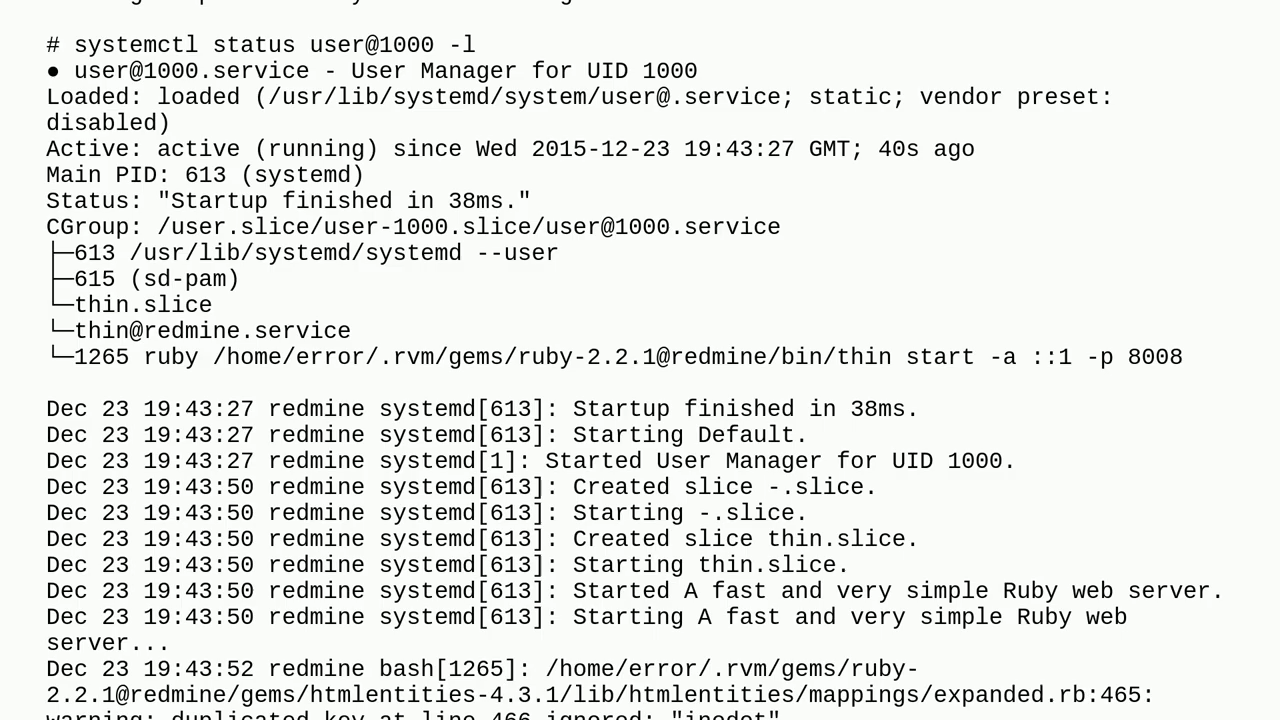 # systemctl status user@1000 -l
● user@1000.service - User Manager for UID 1000
Loaded: loaded (/usr/lib/systemd/system/user@.service; static; vendor preset:
disabled)
Active: active (running) since Wed 2015-12-23 19:43:27 GMT; 40s ago
Main PID: 613 (systemd)
Status: "Startup finished in 38ms."
CGroup: /user.slice/user-1000.slice/user@1000.service
├─613 /usr/lib/systemd/systemd --user
├─615 (sd-pam)
└─thin.slice
└─thin@redmine.service
└─1265 ruby /home/error/.rvm/gems/ruby-2.2.1@redmine/bin/thin start -a ::1 -p 8008
Dec 23 19:43:27 redmine systemd[613]: Startup finished in 38ms.
Dec 23 19:43:27 redmine systemd[613]: Starting Default.
Dec 23 19:43:27 redmine systemd[1]: Started User Manager for UID 1000.
Dec 23 19:43:50 redmine systemd[613]: Created slice -.slice.
Dec 23 19:43:50 redmine systemd[613]: Starting -.slice.
Dec 23 19:43:50 redmine systemd[613]: Created slice thin.slice.
Dec 23 19:43:50 redmine systemd[613]: Starting thin.slice.
Dec 23 19:43:50 redmine systemd[613]: Started A fast and very simple Ruby web server.
Dec 23 19:43:50 redmine systemd[613]: Starting A fast and very simple Ruby web
server...
Dec 23 19:43:52 redmine bash[1265]: /home/error/.rvm/gems/ruby-
2.2.1@redmine/gems/htmlentities-4.3.1/lib/htmlentities/mappings/expanded.rb:465:
warning: duplicated key at line 466 ignored: "inodot"